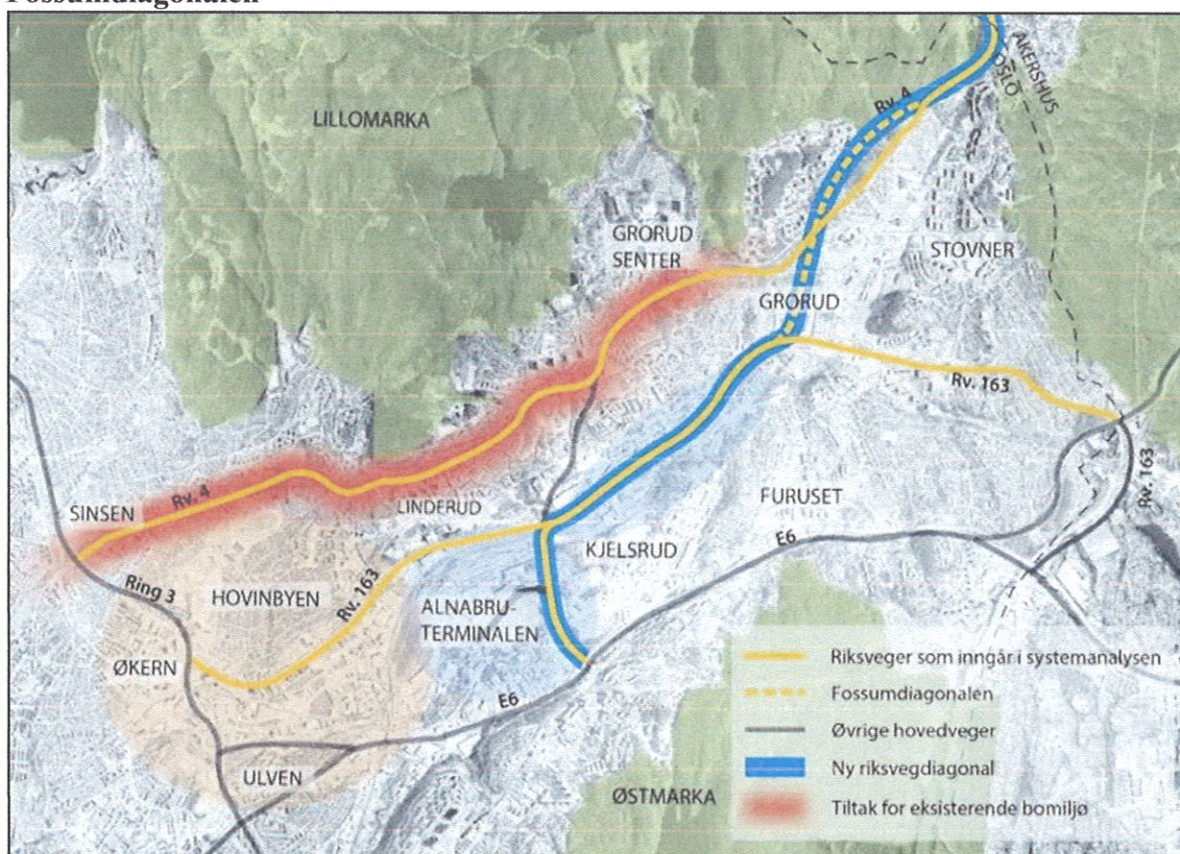 Fossumdiagonalen
LILLOMARKA
Rv. 4
AKERSHUS
OSLO
GRORUD
SENTER
STOVNER
GRORUD
Rv. 163
Rv. 163
SINSEN
Rv. 4
LINDERUD
FURUSET
KJELSRUD
E6
Ring 3
HOVINBYEN
Rv. 163
ALNABRU-
TERMINALEN
ØKERN
E6
ULVEN
ØSTMARKA
Riksveger som inngår i systemanalysen
Fossumdiagonalen
Øvrige hovedveger
Ny riksvegdiagonal
Tiltak for eksisterende bomiljø